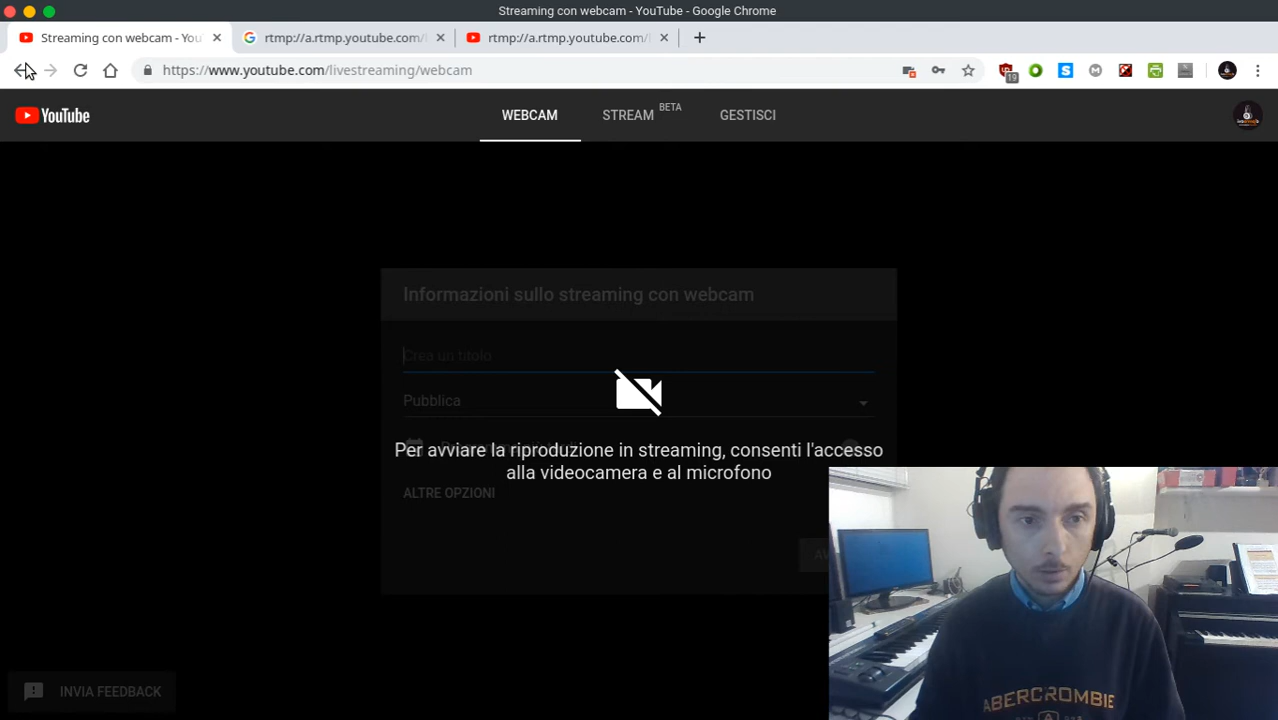 Streaming con webcam - YouTube - Google Chrome
Streaming con webcam - You
rtmp://a.rtmp.youtube.com/
rtmp://a.rtmp.youtube.com/
https://www.youtube.com/livestreaming/webcam
19
YouTube
WEBCAM
STREAM BETA
GESTISCI
Informazioni sullo streaming con webcam
Crea un titolo
Pubblica
Per avviare la riproduzione in streaming, consenti l'accesso
alla videocamera e al microfono
ALTRE OPZIONI
INVIA FEEDBACK
ABERCROMBIE